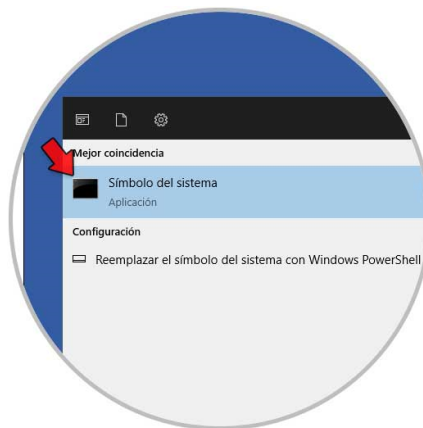 Mejor coincidencia
Símbolo del sistema
Aplicación
Configuración
Reemplazar el símbolo del sistema con Windows PowerShell